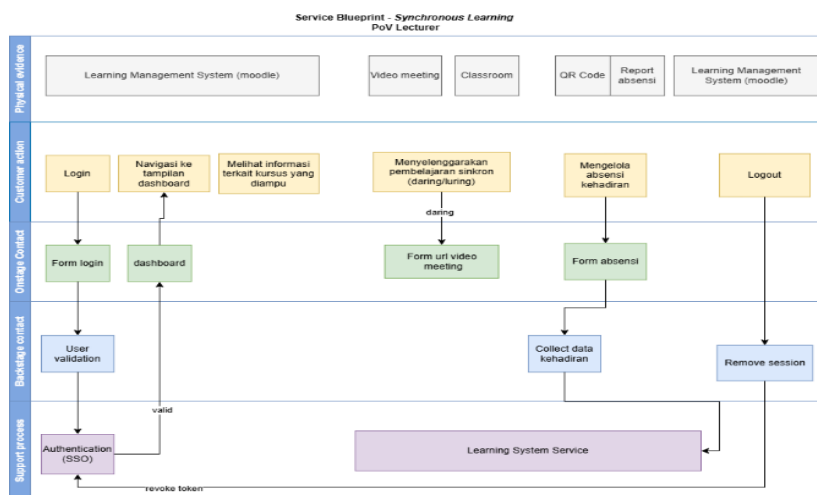 Service Blueprint - Synchronous Learning
PoV Lecturer
Physical evidence
Learning Management System (moodle)
Video meeting
Classroom
QR Code
Report
absensi
Learning Management
System (moodle)
Customer action
Login
Navigasi ke
tampilan
dashboard
Melihat informasi
terkait kursus yang
diampu
Menyelenggarakan
pembelajaran sinkron
(daring/luring)
Mengelola
absensi
kehadiran
Logout
daring
Onstage Contact
Form login
dashboard
Form url video
meeting
Form absensi
Backstage contact
User
validation
Collect data
kehadiran
Remove session
valid
Support process
Authentication
(SSO)
Learning System Service
revoke token